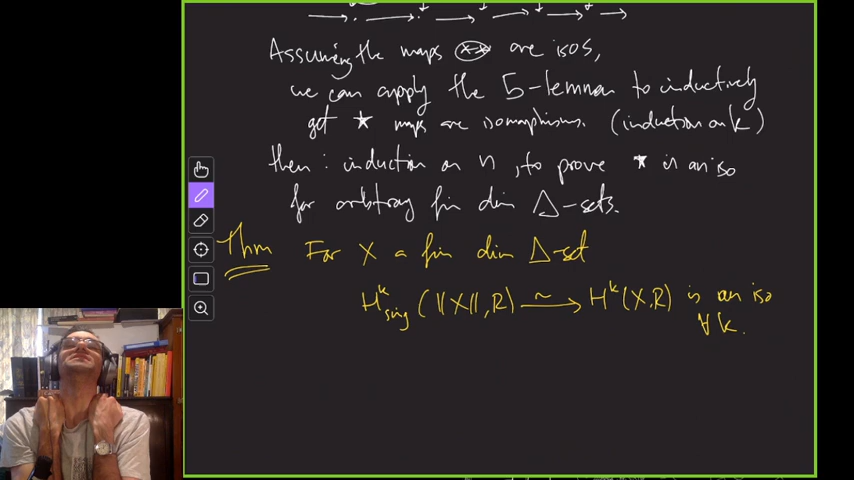 Assuming the maps ** are isos,
we can apply the 5-lemma to inductively
get ★ maps are isomorphisms. (induction on k)
then: induction on n, to prove ★ is an iso
for arbitray fin dim Δ-sets.
Thm For X a fin dim Δ-set
H^k_sing (||X||, R) ⥲ H^k(X,R) is an iso
∀k.